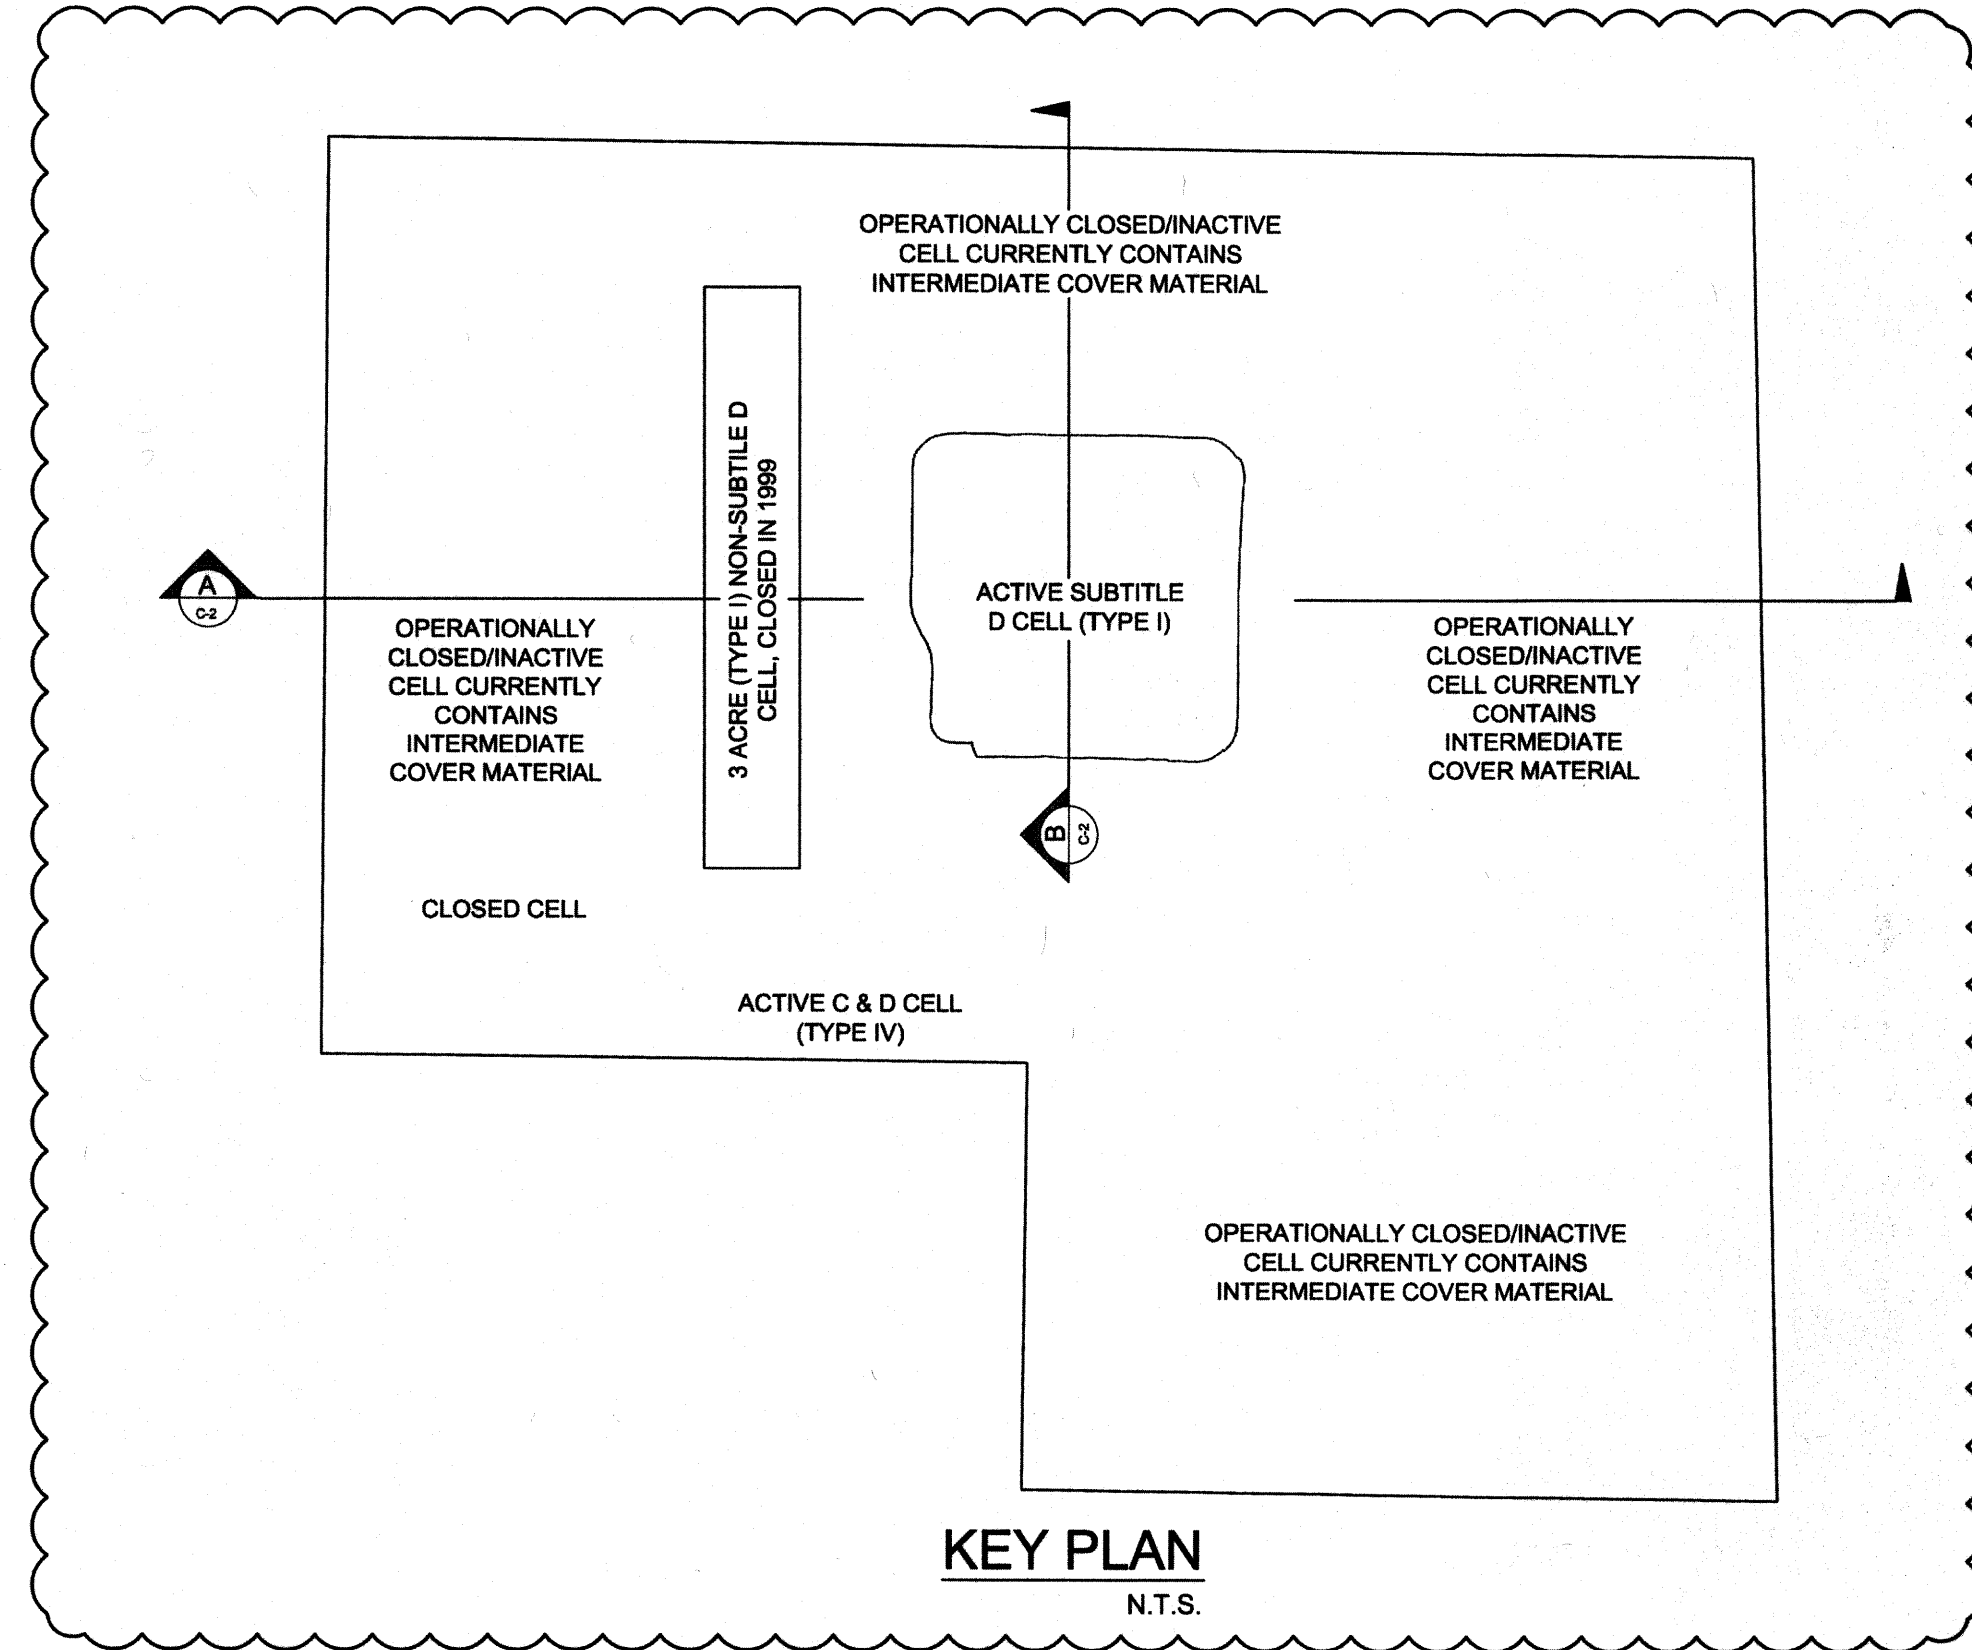 OPERATIONALLY CLOSED/INACTIVE
CELL CURRENTLY CONTAINS
INTERMEDIATE COVER MATERIAL
3 ACRE (TYPE I) NON-SUBTILE D
CELL, CLOSED IN 1999
A
C-2
ACTIVE SUBTITLE
D CELL (TYPE I)
OPERATIONALLY
CLOSED/INACTIVE
CELL CURRENTLY
CONTAINS
INTERMEDIATE
COVER MATERIAL
OPERATIONALLY
CLOSED/INACTIVE
CELL CURRENTLY
CONTAINS
INTERMEDIATE
COVER MATERIAL
B
C-2
CLOSED CELL
ACTIVE C & D CELL
(TYPE IV)
OPERATIONALLY CLOSED/INACTIVE
CELL CURRENTLY CONTAINS
INTERMEDIATE COVER MATERIAL
KEY PLAN
N.T.S.